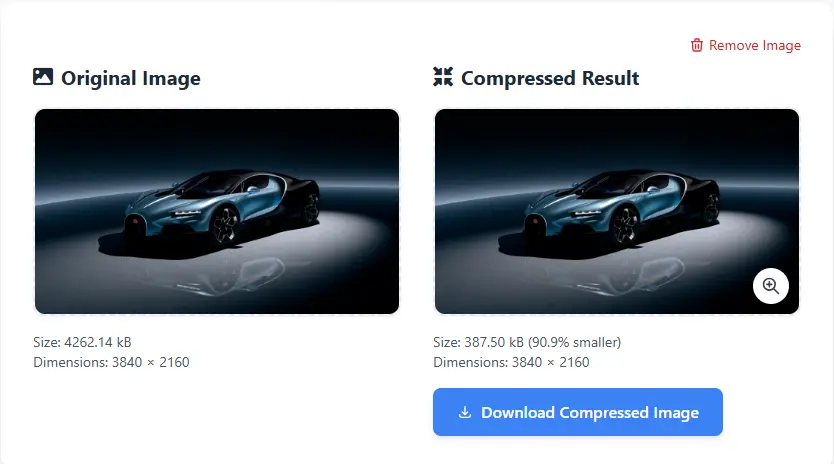 Remove Image
Original Image
Compressed Result
Size: 4262.14 kB
Dimensions: 3840 × 2160
Size: 387.50 kB (90.9% smaller)
Dimensions: 3840 × 2160
Download Compressed Image